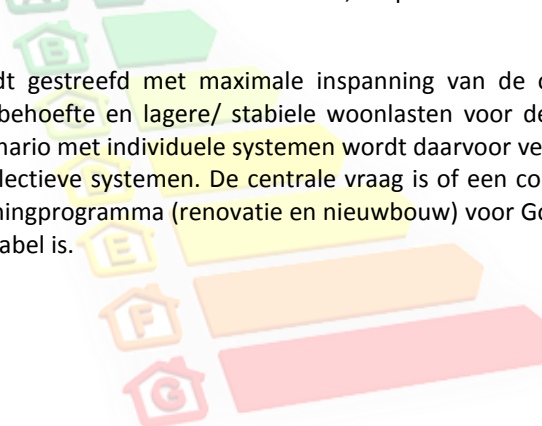 dt gestreefd met maximale inspanning van de
behoefte en lagere/ stabiele woonlasten voor de
nario met individuele systemen wordt daarvoor ve
lectieve systemen. De centrale vraag is of een co
ningprogramma (renovatie en nieuwbouw) voor Go
abel is.
B
E
F
G